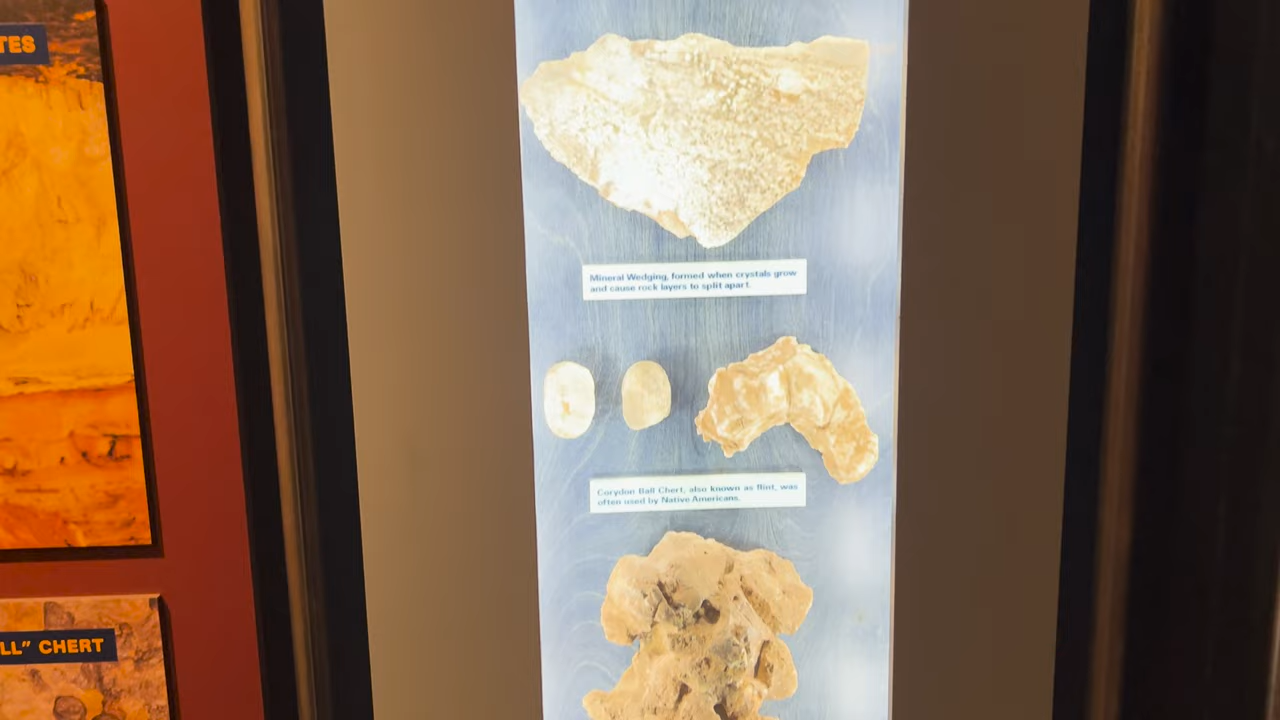 TES
Mineral Wedging, formed when crystals grow
and cause rock layers to split apart.
Corydon Ball Chert, also known as flint, was
often used by Native Americans.
LL” CHERT